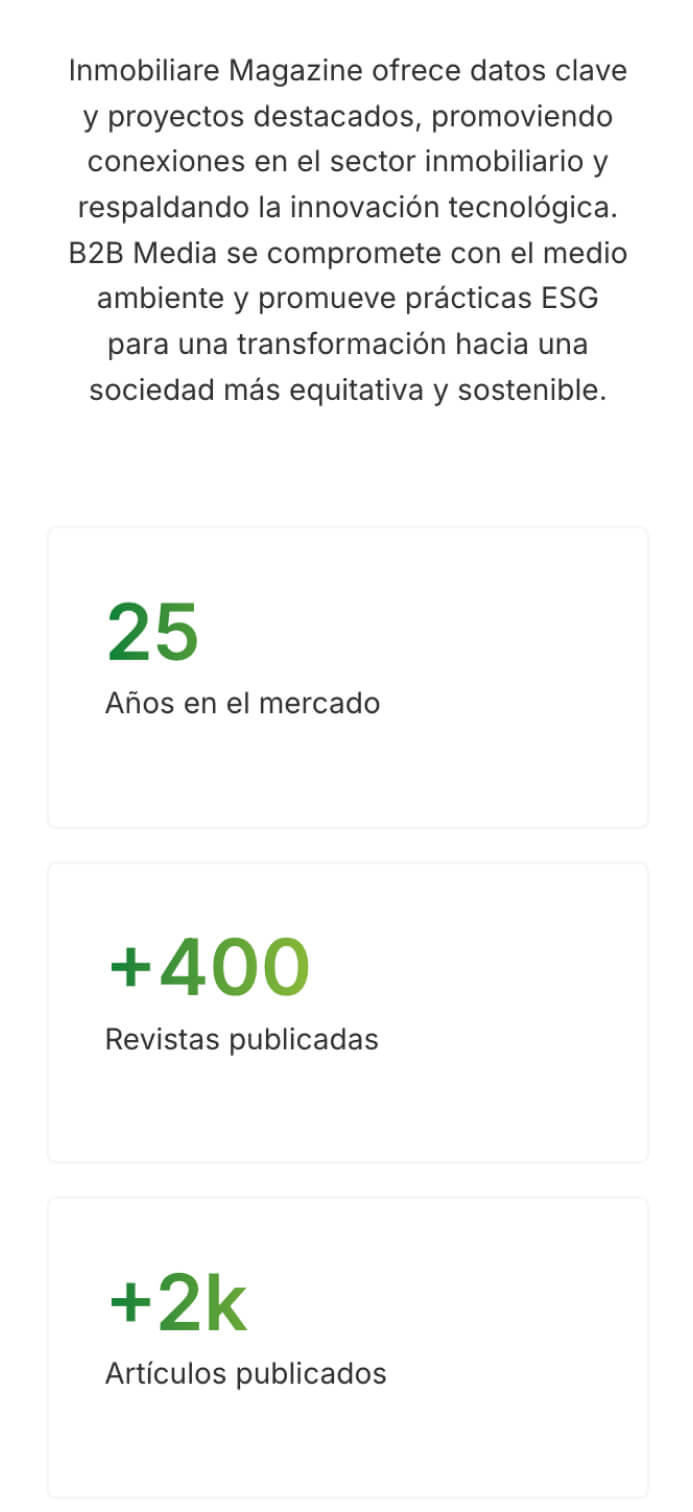 Inmobiliare Magazine ofrece datos clave
y proyectos destacados, promoviendo
conexiones en el sector inmobiliario y
respaldando la innovación tecnológica.
B2B Media se compromete con el medio
ambiente y promueve prácticas ESG
para una transformación hacia una
sociedad más equitativa y sostenible.
25
Años en el mercado
+400
Revistas publicadas
+2k
Artículos publicados